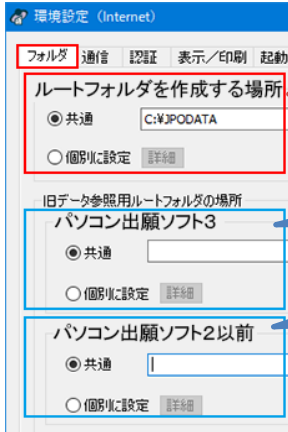 環境設定（Internet）
フォルダ 通信 認証 表示／印刷 起動
ルートフォルダを作成する場所
共通 C:¥JPODATA
個別に設定 詳細
旧データ参照用ルートフォルダの場所
パソコン出願ソフト3
共通
個別に設定 詳細
パソコン出願ソフト2以前
共通
個別に設定 詳細